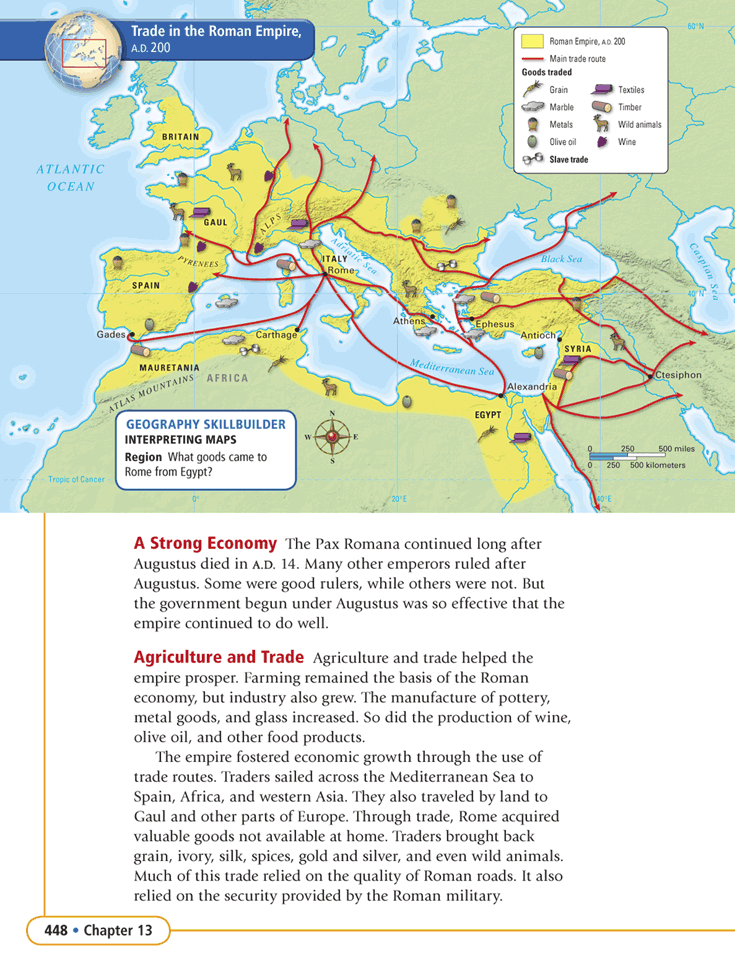 Trade in the Roman Empire,
A.D. 200
60°N
Roman Empire, A.D. 200
Main trade route
Goods traded
Grain
Textiles
Marble
Timber
Metals
Wild animals
Olive oil
Wine
Slave trade
BRITAIN
ATLANTIC
OCEAN
GAUL
ALPS
PYRENEES
ITALY
Rome
Adriatic Sea
Black Sea
Caspian Sea
40°N
SPAIN
Gades
Carthage
Athens
Ephesus
Antioch
SYRIA
Ctesiphon
Mediterranean Sea
MAURETANIA
AFRICA
ATLAS MOUNTAINS
Alexandria
EGYPT
GEOGRAPHY SKILLBUILDER
INTERPRETING MAPS
Region What goods came to
Rome from Egypt?
N
W
E
S
0 250 500 miles
0 250 500 kilometers
Tropic of Cancer
0°
20°E
40°E
A Strong Economy The Pax Romana continued long after
Augustus died in A.D. 14. Many other emperors ruled after
Augustus. Some were good rulers, while others were not. But
the government begun under Augustus was so effective that the
empire continued to do well.
Agriculture and Trade Agriculture and trade helped the
empire prosper. Farming remained the basis of the Roman
economy, but industry also grew. The manufacture of pottery,
metal goods, and glass increased. So did the production of wine,
olive oil, and other food products.
The empire fostered economic growth through the use of
trade routes. Traders sailed across the Mediterranean Sea to
Spain, Africa, and western Asia. They also traveled by land to
Gaul and other parts of Europe. Through trade, Rome acquired
valuable goods not available at home. Traders brought back
grain, ivory, silk, spices, gold and silver, and even wild animals.
Much of this trade relied on the quality of Roman roads. It also
relied on the security provided by the Roman military.
448 • Chapter 13